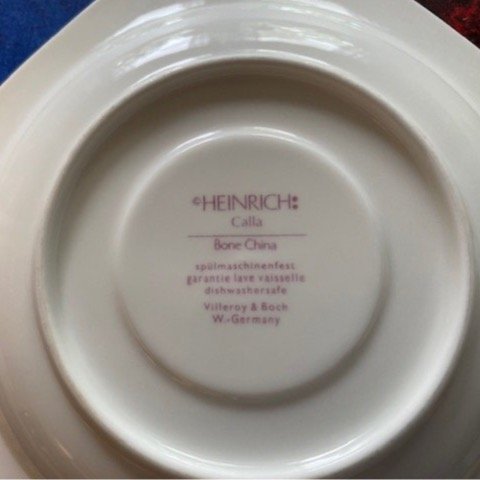 ©HEINRICH
Calla
Bone China
spülmaschinenfest
garantie lave vaisselle
dishwashersafe
Villeroy & Boch
W.-Germany